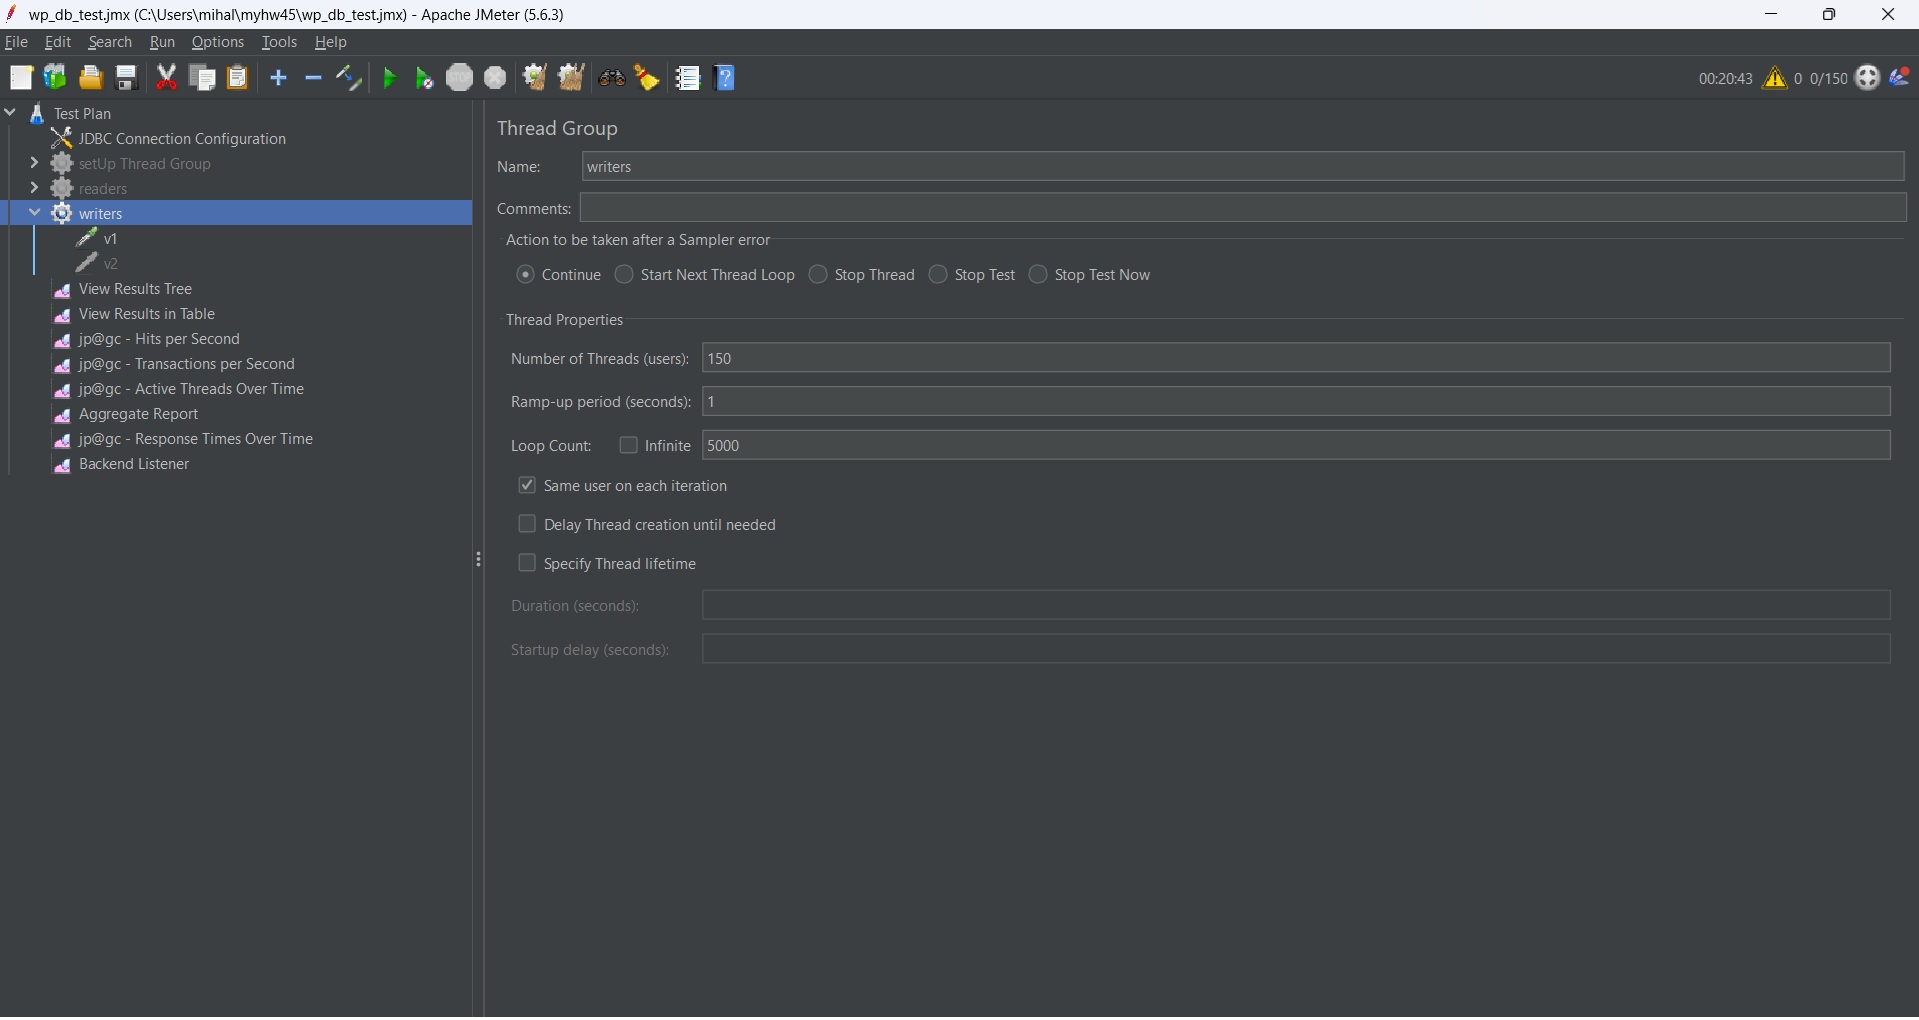 wp_db_test.jmx (C:\Users\mihal\myhw45\wp_db_test.jmx) - Apache JMeter (5.6.3)
File Edit Search Run Options Tools Help
STOP
00:20:43 0 0/150
Test Plan
JDBC Connection Configuration
setUp Thread Group
readers
writers
v1
v2
View Results Tree
View Results in Table
jp@gc - Hits per Second
jp@gc - Transactions per Second
jp@gc - Active Threads Over Time
Aggregate Report
jp@gc - Response Times Over Time
Backend Listener
Thread Group
Name: writers
Comments:
Action to be taken after a Sampler error
Continue Start Next Thread Loop Stop Thread Stop Test Stop Test Now
Thread Properties
Number of Threads (users): 150
Ramp-up period (seconds): 1
Loop Count: Infinite 5000
Same user on each iteration
Delay Thread creation until needed
Specify Thread lifetime
Duration (seconds):
Startup delay (seconds):